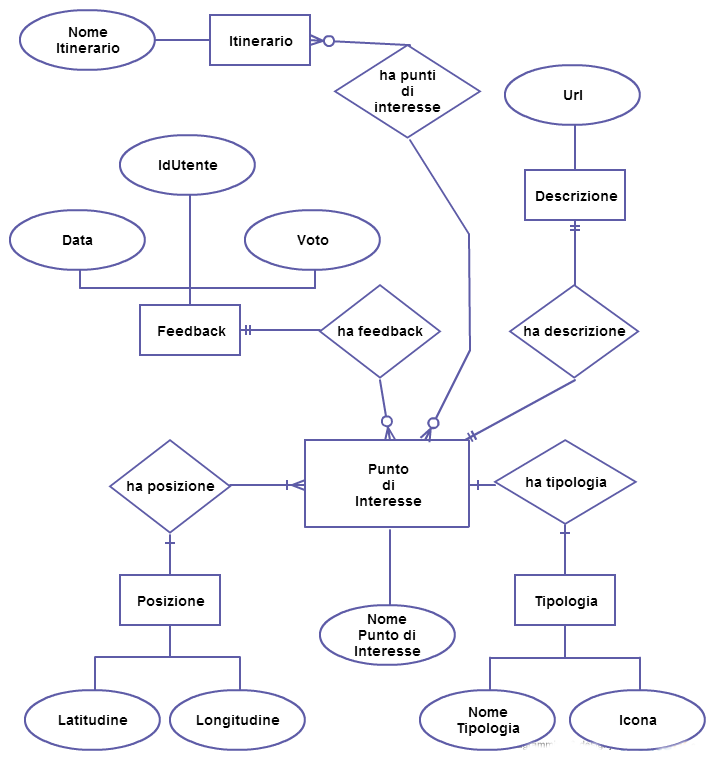 Nome
Itinerario
Itinerario
ha punti
di
interesse
Url
IdUtente
Descrizione
Data
Voto
Feedback
ha feedback
ha descrizione
Punto
di
Interesse
ha posizione
ha tipologia
Posizione
Tipologia
Nome
Punto di
Interesse
Latitudine
Longitudine
Nome
Tipologia
Icona